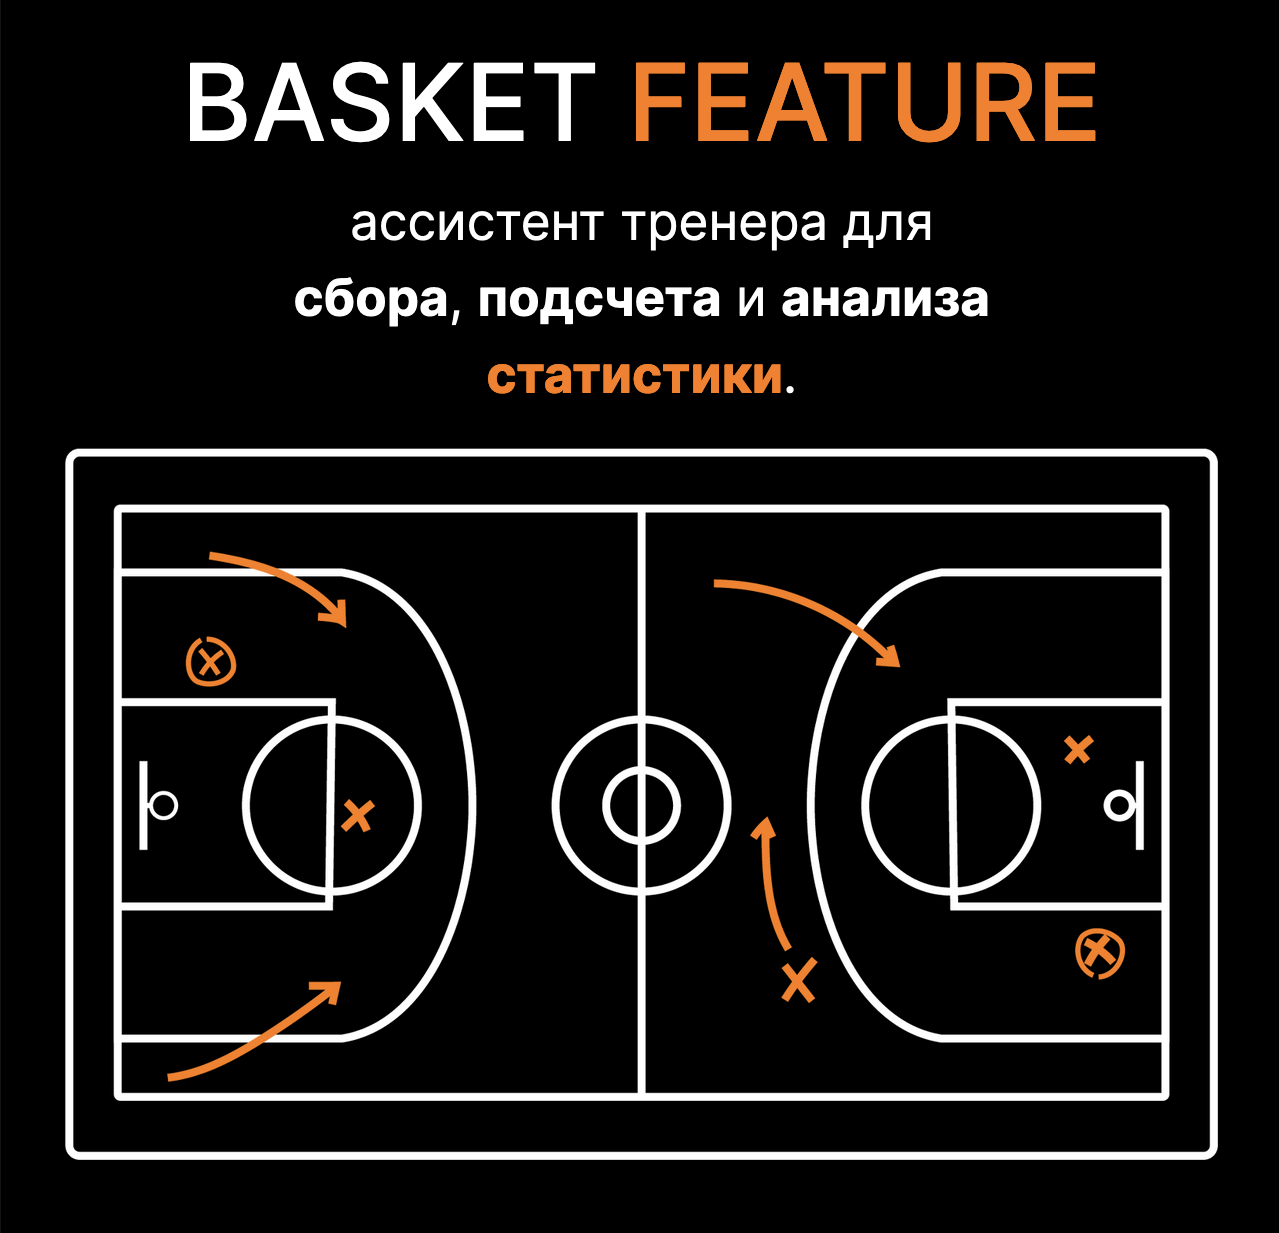 BASKET FEATURE
ассистент тренера для
сбора, подсчета и анализа
статистики.